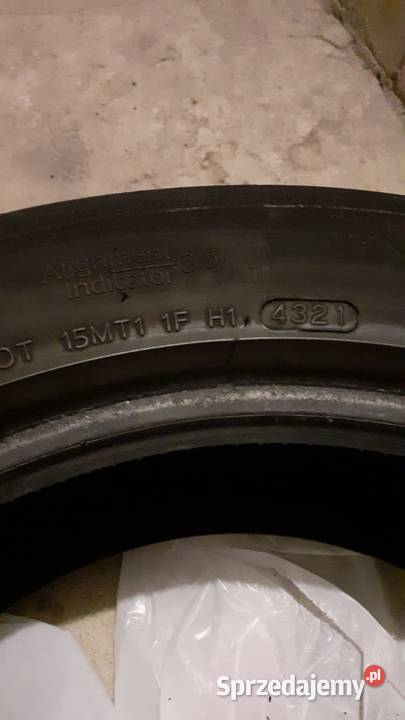 Alignment
Indicator
OT 15MT1 1F H1 4321
Sprzedajemy.pl